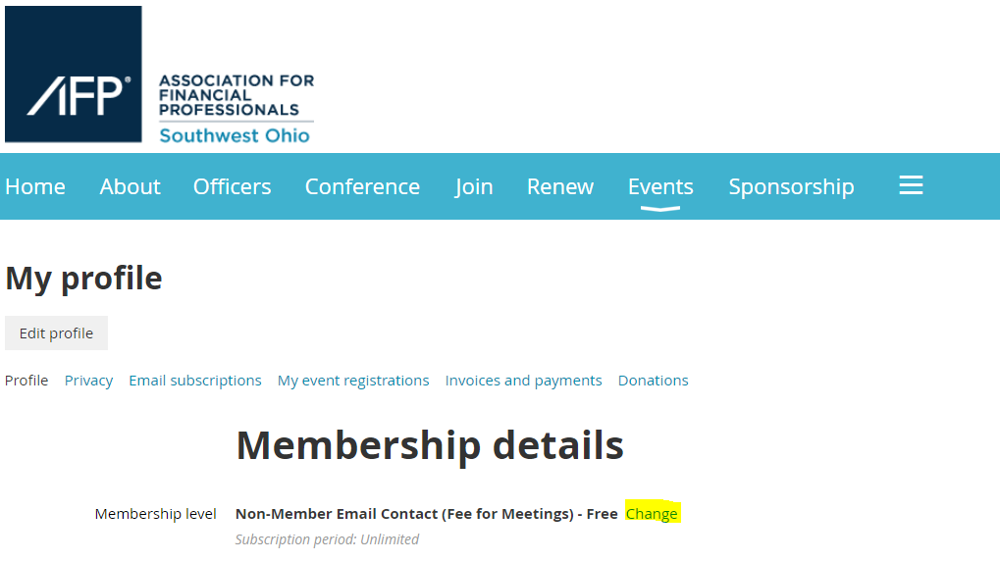 AFP®
ASSOCIATION FOR
FINANCIAL
PROFESSIONALS
Southwest Ohio
Home About Officers Conference Join Renew Events Sponsorship
My profile
Edit profile
Profile Privacy Email subscriptions My event registrations Invoices and payments Donations
Membership details
Membership level Non-Member Email Contact (Fee for Meetings) - Free Change
Subscription period: Unlimited